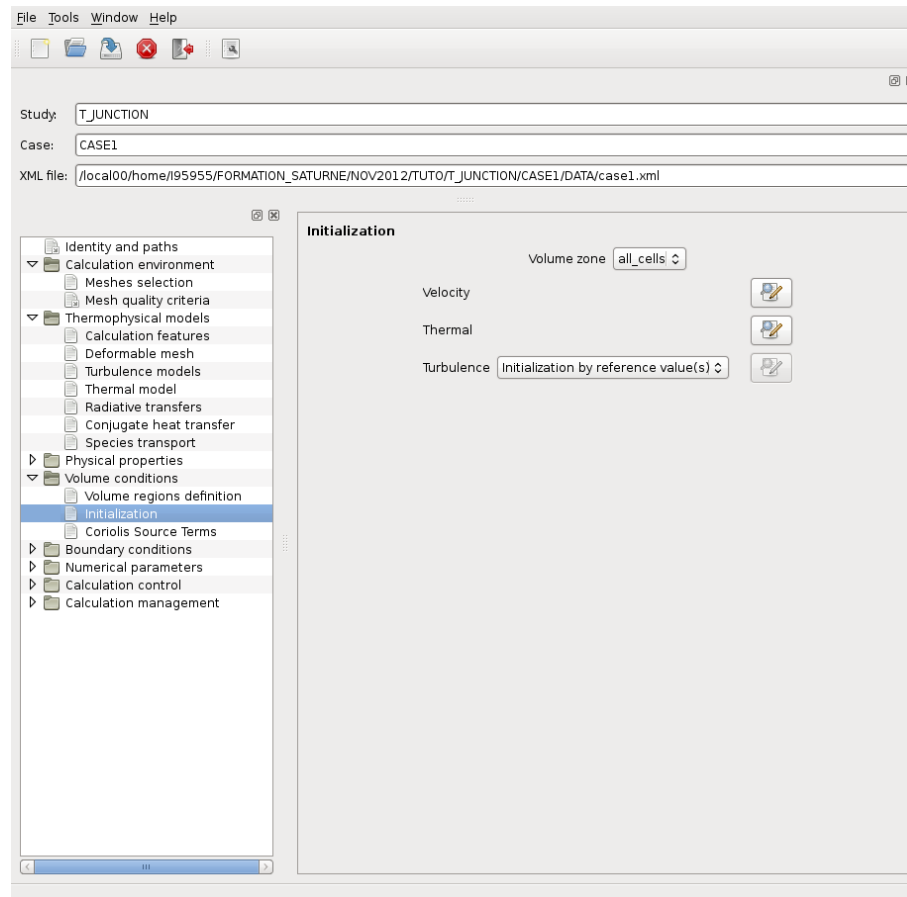 File Tools Window Help
Study: T_JUNCTION
Case: CASE1
XML file: /local00/home/I95955/FORMATION_SATURNE/NOV2012/TUTO/T_JUNCTION/CASE1/DATA/case1.xml
Identity and paths
Calculation environment
Meshes selection
Mesh quality criteria
Thermophysical models
Calculation features
Deformable mesh
Turbulence models
Thermal model
Radiative transfers
Conjugate heat transfer
Species transport
Physical properties
Volume conditions
Volume regions definition
Initialization
Coriolis Source Terms
Boundary conditions
Numerical parameters
Calculation control
Calculation management
Initialization
Volume zone all_cells
Velocity
Thermal
Turbulence Initialization by reference value(s)